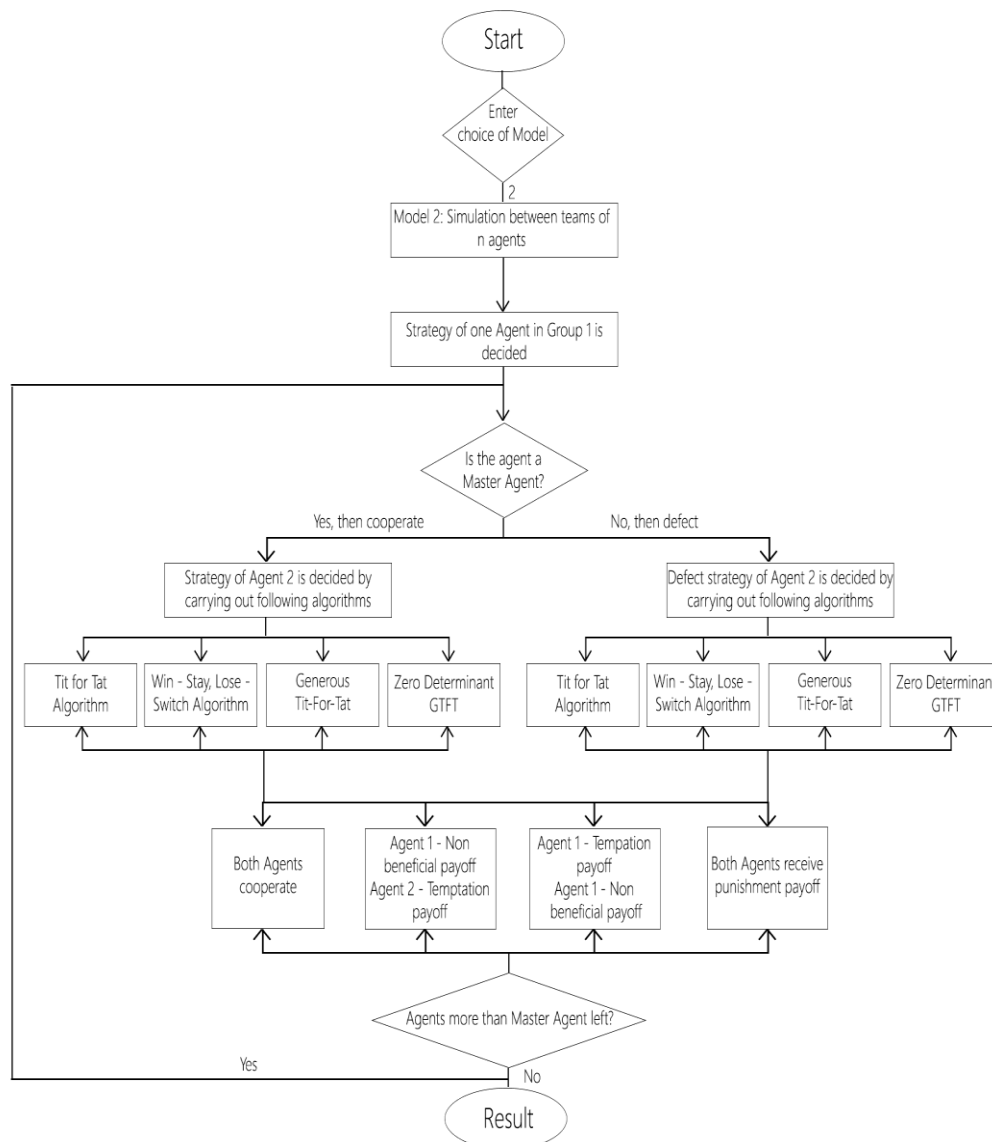 Start
Enter
choice of Model
2
Model 2: Simulation between teams of
n agents
Strategy of one Agent in Group 1 is
decided
Is the agent a
Master Agent?
Yes, then cooperate
No, then defect
Strategy of Agent 2 is decided by
carrying out following algorithms
Defect strategy of Agent 2 is decided by
carrying out following algorithms
Tit for Tat
Algorithm
Win - Stay, Lose -
Switch Algorithm
Generous
Tit-For-Tat
Zero Determinant
GTFT
Tit for Tat
Algorithm
Win - Stay, Lose -
Switch Algorithm
Generous
Tit-For-Tat
Zero Determinant
GTFT
Both Agents
cooperate
Agent 1 - Non
beneficial payoff
Agent 2 - Temptation
payoff
Agent 1 - Tempation
payoff
Agent 1 - Non
beneficial payoff
Both Agents receive
punishment payoff
Agents more than Master Agent left?
Yes
No
Result